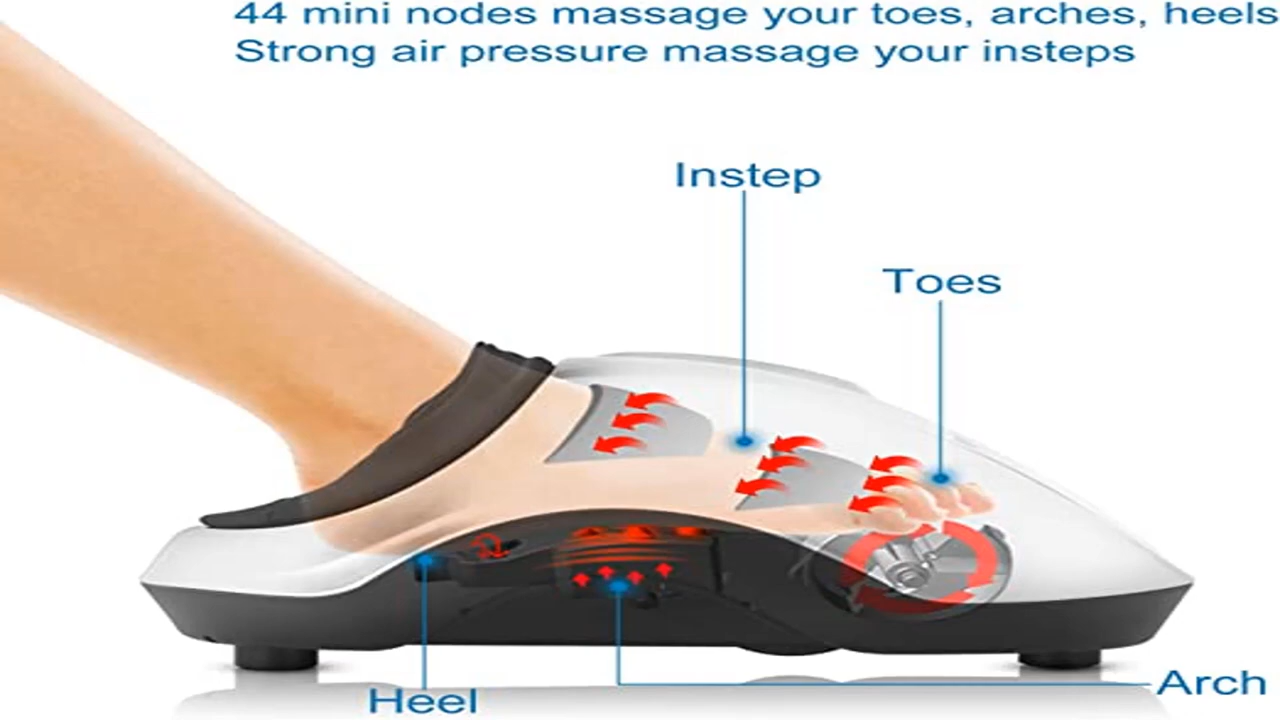 44 mini nodes massage your toes, arches, heels
Strong air pressure massage your insteps
Instep
Toes
Arch
Heel